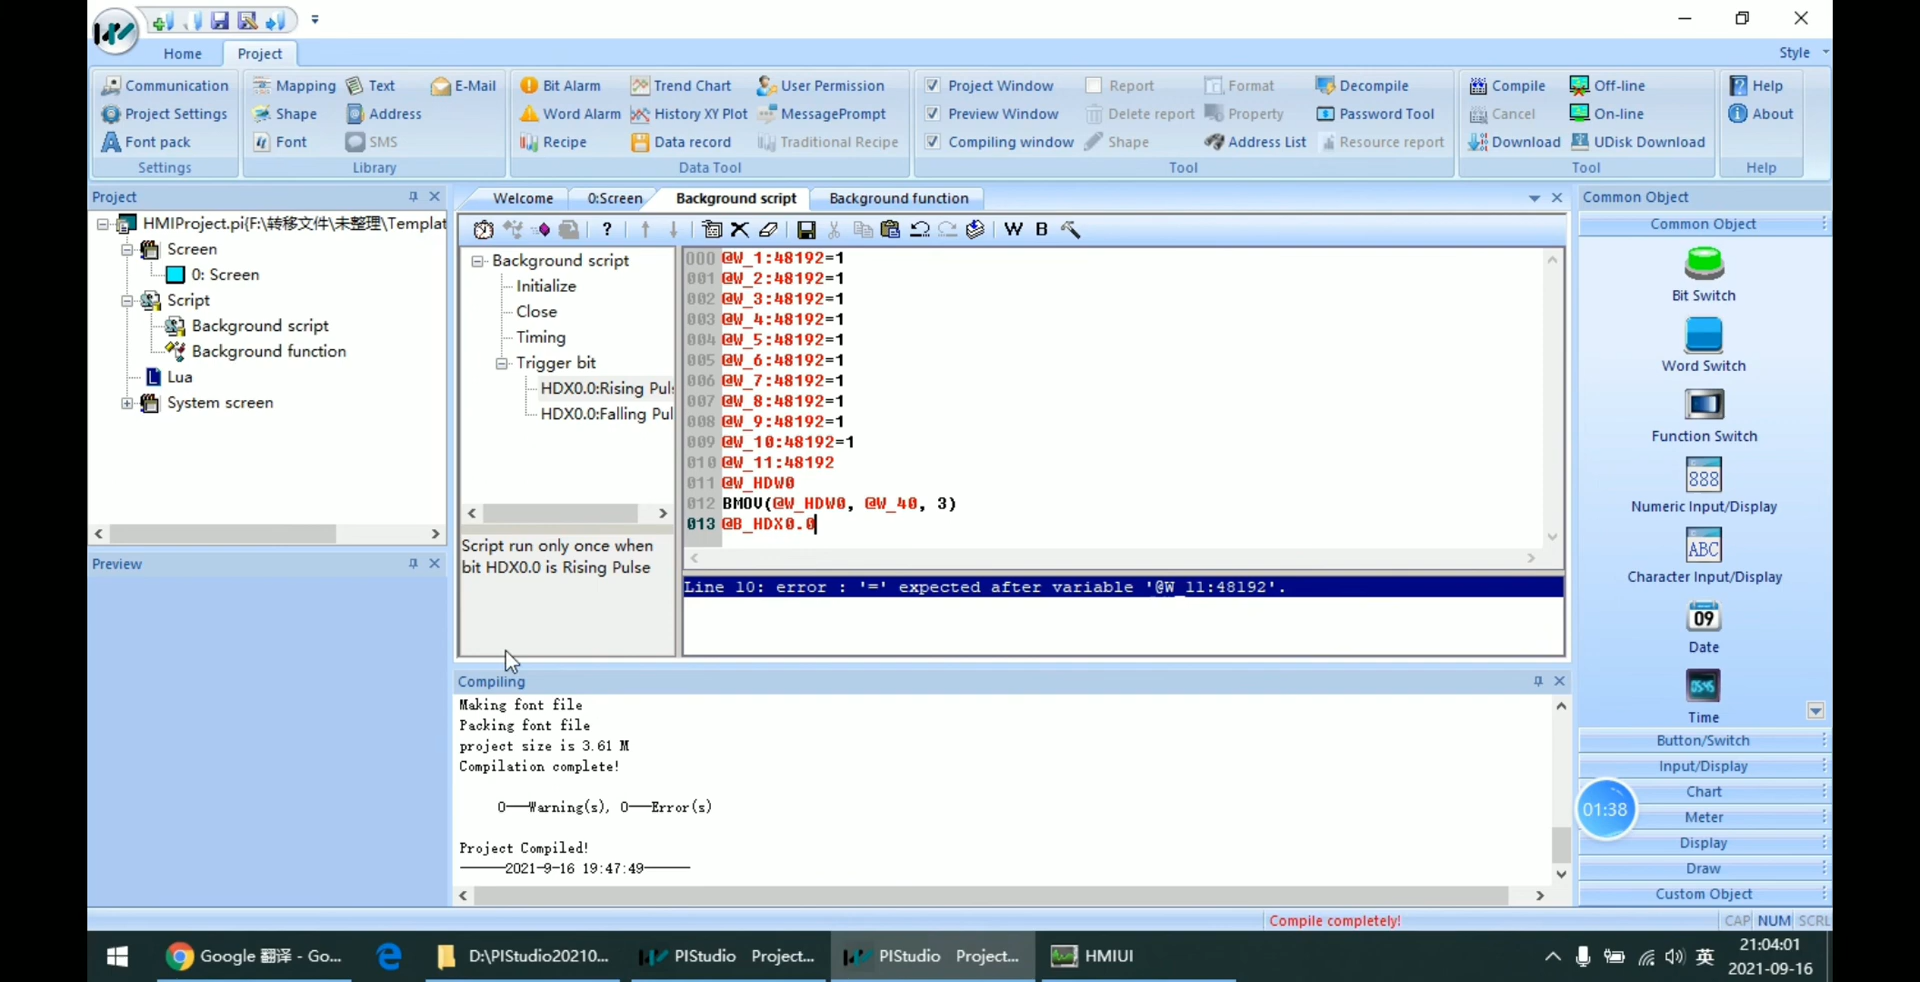 Home
Project
Style
Communication
Project Settings
Font pack
Settings
Mapping
Text
E-Mail
Shape
Address
Font
SMS
Library
Bit Alarm
Trend Chart
User Permission
Word Alarm
History XY Plot
MessagePrompt
Recipe
Data record
Traditional Recipe
Data Tool
Project Window
Report
Format
Decompile
Preview Window
Delete report
Property
Password Tool
Compiling window
Shape
Address List
Resource report
Tool
Compile
Off-line
Cancel
On-line
Download
UDisk Download
Tool
Help
About
Help
Project
HMIProject.pi{F:\转移文件\未整理\Templat
Screen
0: Screen
Script
Background script
Background function
Lua
System screen
Preview
Welcome
0:Screen
Background script
Background function
? W B
Background script
Initialize
Close
Timing
Trigger bit
HDX0.0:Rising Pul
HDX0.0:Falling Pul
Script run only once when
bit HDX0.0 is Rising Pulse
000 @W_1:48192=1
001 @W_2:48192=1
002 @W_3:48192=1
003 @W_4:48192=1
004 @W_5:48192=1
005 @W_6:48192=1
006 @W_7:48192=1
007 @W_8:48192=1
008 @W_9:48192=1
009 @W_10:48192=1
010 @W_11:48192
011 @W_HDW0
012 BMOV(@W_HDW0, @W_40, 3)
013 @B_HDX0.0
Line 10: error : '=' expected after variable '@W_11:48192'.
Compiling
Making font file
Packing font file
project size is 3.61 M
Compilation complete!
0——Warning(s), 0——Error(s)
Project Compiled!
———2021-9-16 19:47:49———
Common Object
Common Object
Bit Switch
Word Switch
Function Switch
888
Numeric Input/Display
ABC
Character Input/Display
09
Date
05:45
Time
Button/Switch
Input/Display
Chart
Meter
Display
Draw
Custom Object
01:38
Compile completely!
CAP NUM SCRL
Google 翻译 - Go...
D:\PIStudio20210...
PIStudio Project...
PIStudio Project...
HMIUI
英
21:04:01
2021-09-16